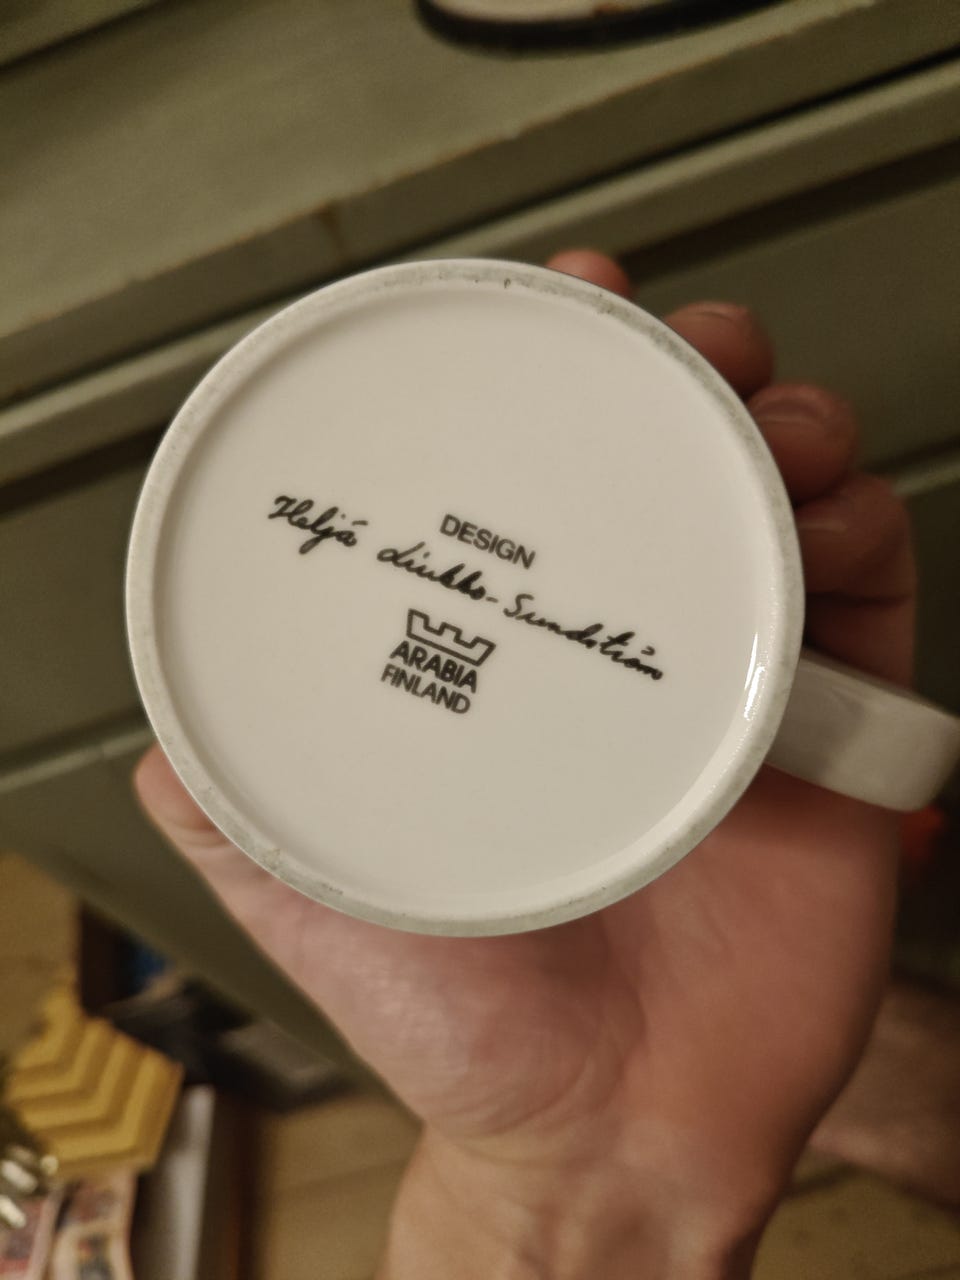 DESIGN
Heljä Liukko-Sundström
ARABIA
FINLAND